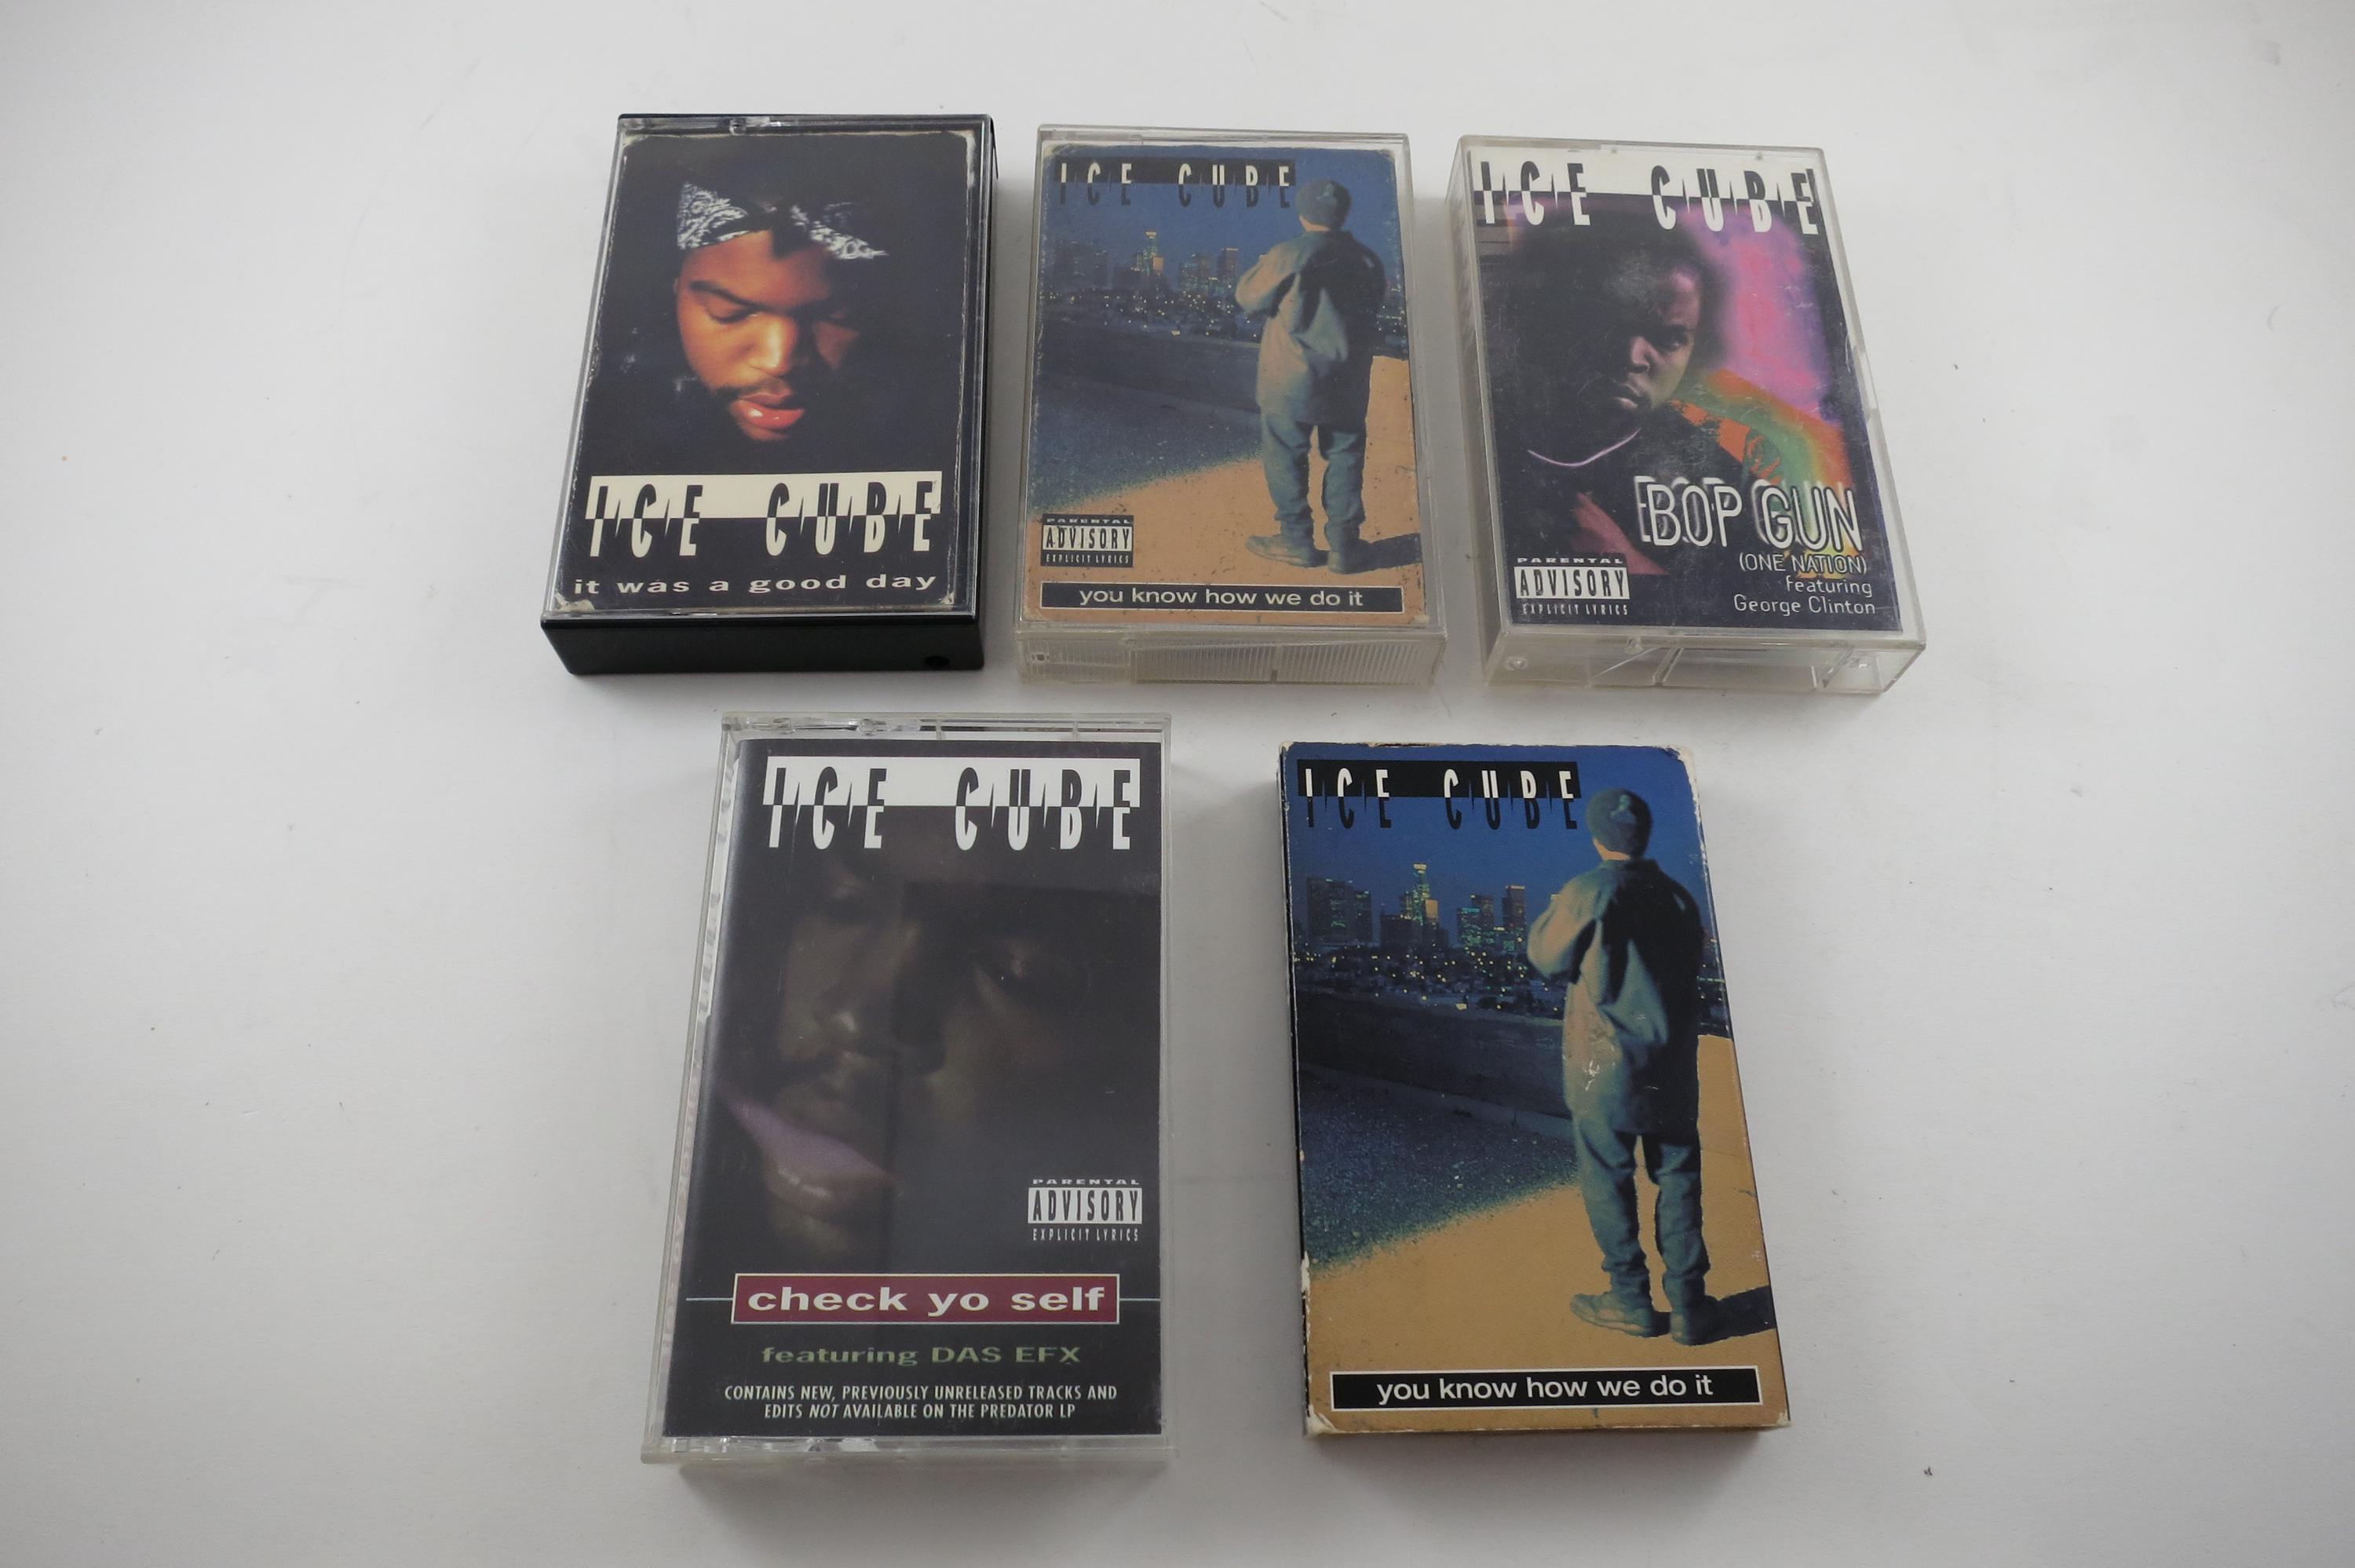 ICE CUBE
it was a good day
ICE CUBE
PARENTAL
ADVISORY
EXPLICIT LYRICS
you know how we do it
ICE CUBE
BOP GUN
(ONE NATION)
featuring
George Clinton
PARENTAL
ADVISORY
EXPLICIT LYRICS
ICE CUBE
PARENTAL
ADVISORY
EXPLICIT LYRICS
check yo self
featuring DAS EFX
CONTAINS NEW, PREVIOUSLY UNRELEASED TRACKS AND
EDITS NOT AVAILABLE ON THE PREDATOR LP
ICE CUBE
you know how we do it